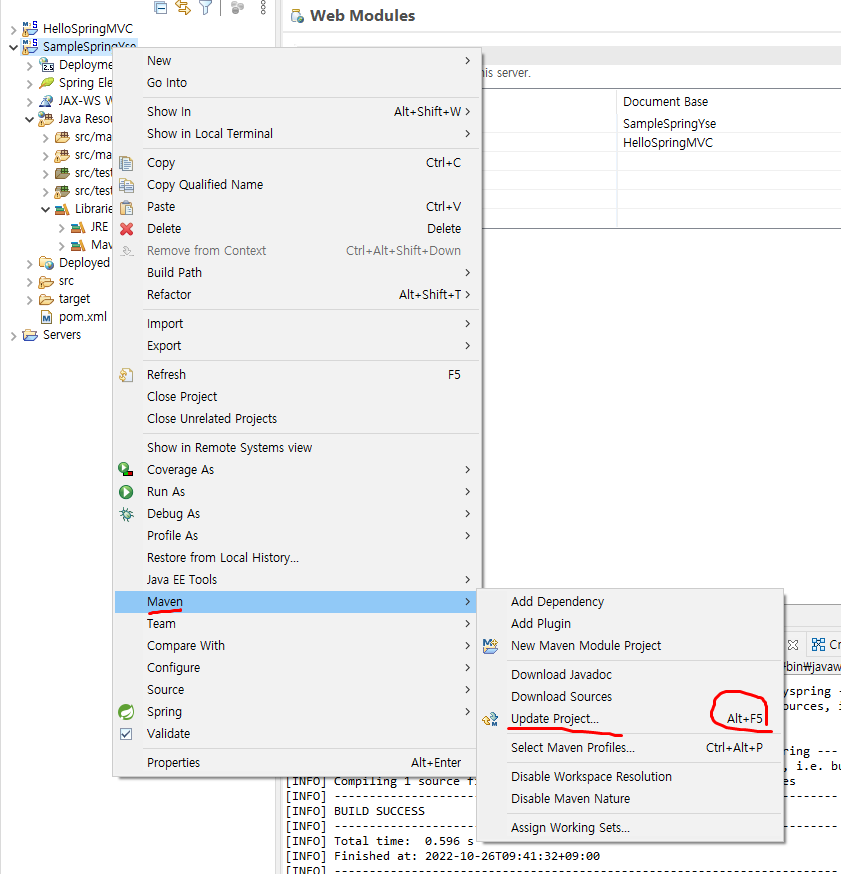 Web Modules
HelloSpringMVC
SampleSpringYse
Deployme
Spring Ele
JAX-WS W
Java Resou
src/ma
src/ma
src/test
src/test
Librarie
JRE
Mav
Deployed
src
target
pom.xml
Servers
his server.
Document Base
SampleSpringYse
HelloSpringMVC
New
Go Into
Show In Alt+Shift+W
Show in Local Terminal
Copy Ctrl+C
Copy Qualified Name
Paste Ctrl+V
Delete Delete
Remove from Context Ctrl+Alt+Shift+Down
Build Path
Refactor Alt+Shift+T
Import
Export
Refresh F5
Close Project
Close Unrelated Projects
Show in Remote Systems view
Coverage As
Run As
Debug As
Profile As
Restore from Local History...
Java EE Tools
Maven
Team
Compare With
Configure
Source
Spring
Validate
Properties Alt+Enter
Add Dependency
Add Plugin
New Maven Module Project
Download Javadoc
Download Sources
Update Project... Alt+F5
Select Maven Profiles... Ctrl+Alt+P
Disable Workspace Resolution
Disable Maven Nature
Assign Working Sets...
Cr
₩bin₩javaw
yspring -
ources, i
ring ---
, i.e. bu
[INFO] Compiling 1 source fi
es
[INFO] ------------------------
[INFO] BUILD SUCCESS
[INFO] ------------------------
[INFO] Total time:  0.596 s
[INFO] Finished at: 2022-10-26T09:41:32+09:00
[INFO] ------------------------